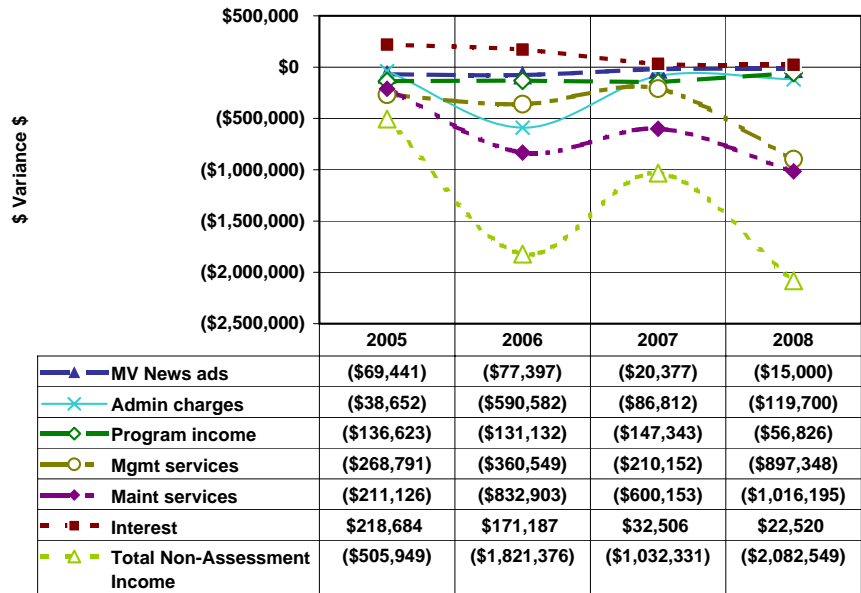 $500,000
$0
($500,000)
($1,000,000)
($1,500,000)
($2,000,000)
($2,500,000)
$ Variance $
2005 2006 2007 2008
MV News ads ($69,441) ($77,397) ($20,377) ($15,000)
Admin charges ($38,652) ($590,582) ($86,812) ($119,700)
Program income ($136,623) ($131,132) ($147,343) ($56,826)
Mgmt services ($268,791) ($360,549) ($210,152) ($897,348)
Maint services ($211,126) ($832,903) ($600,153) ($1,016,195)
Interest $218,684 $171,187 $32,506 $22,520
Total Non-Assessment ($505,949) ($1,821,376) ($1,032,331) ($2,082,549)
Income